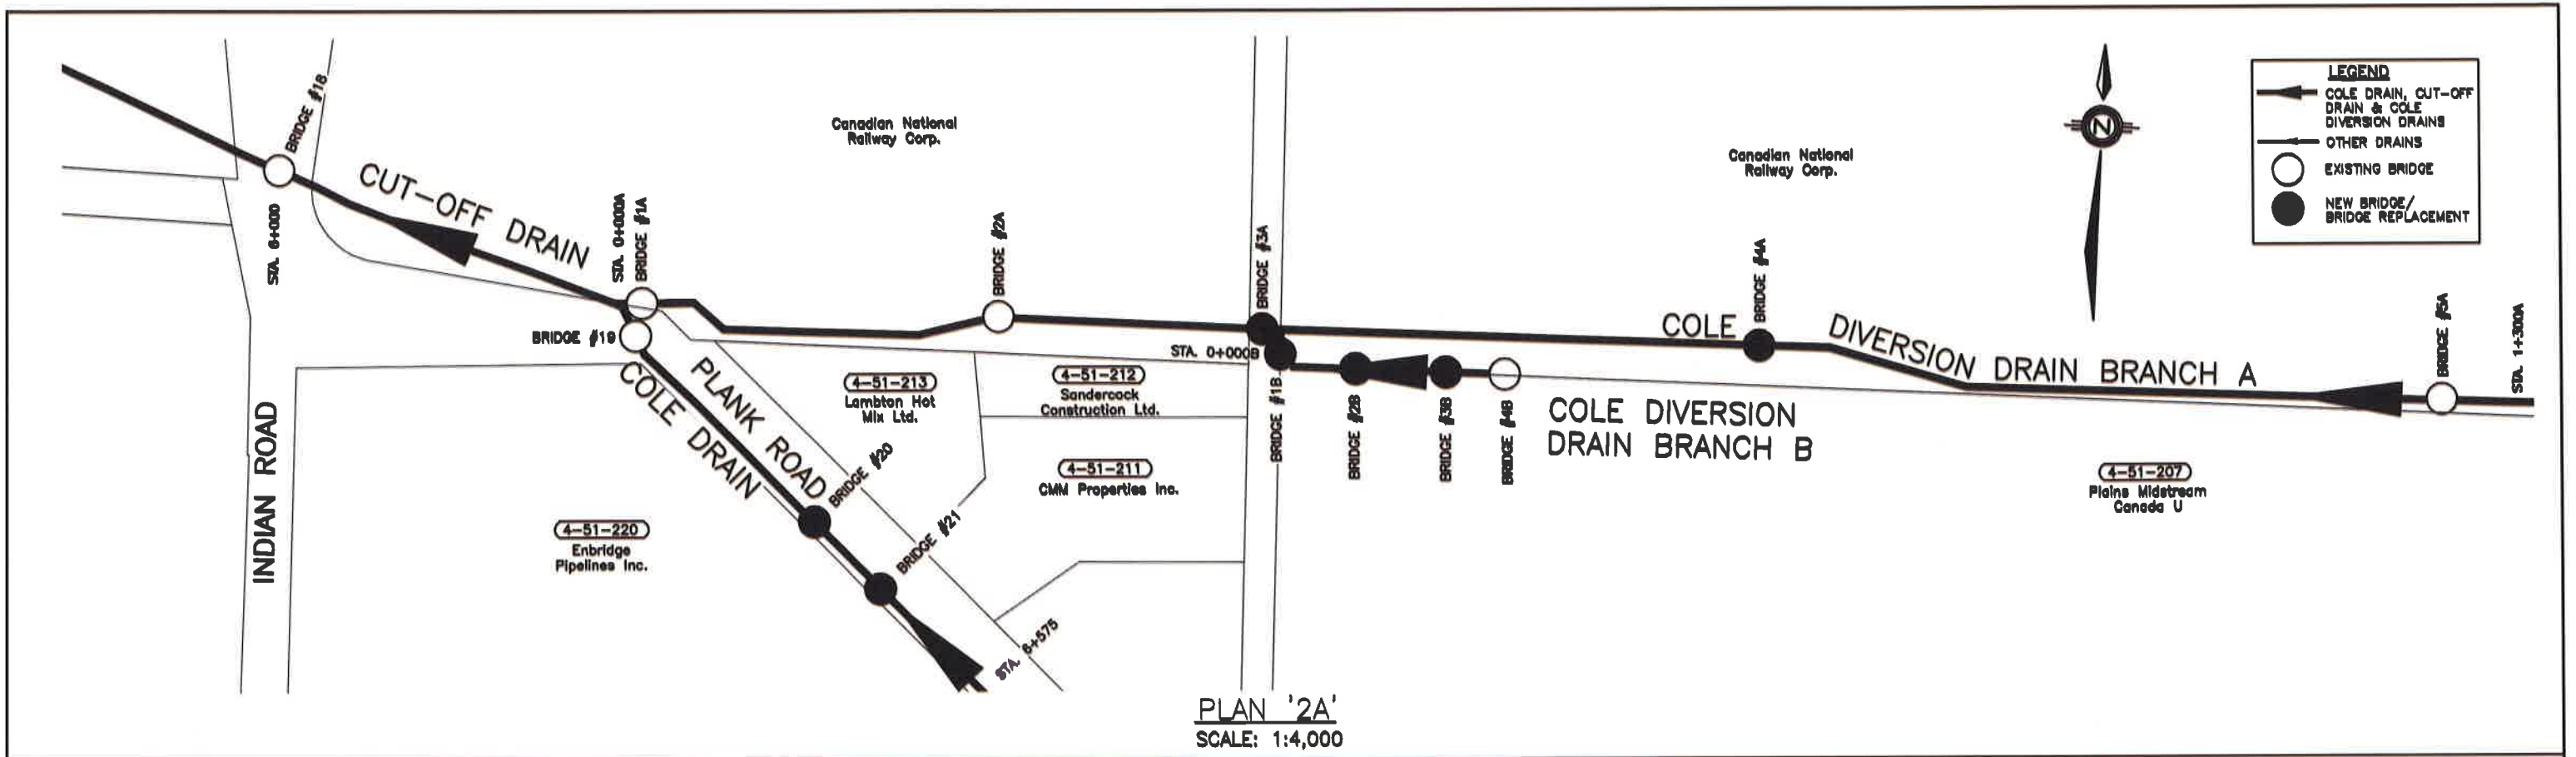 BRIDGE #18
CUT-OFF DRAIN
STA. 6+000
STA. 0+000A
BRIDGE #1A
BRIDGE #19
Canadian National
Railway Corp.
BRIDGE #2A
BRIDGE #3A
STA. 0+000B
BRIDGE #1B
BRIDGE #2B
BRIDGE #3B
BRIDGE #4B
Canadian National
Railway Corp.
BRIDGE #4A
COLE DIVERSION DRAIN BRANCH A
BRIDGE #5A
STA. 1+300A
COLE DIVERSION
DRAIN BRANCH B
4-51-207
Plains Midstream
Canada U
INDIAN ROAD
PLANK ROAD
COLE DRAIN
4-51-213
Lambton Hot
Mix Ltd.
4-51-212
Sandercock
Construction Ltd.
4-51-211
CMM Properties Inc.
BRIDGE #20
BRIDGE #21
4-51-220
Enbridge
Pipelines Inc.
STA. 6+575
N
LEGEND
COLE DRAIN, CUT-OFF
DRAIN & COLE
DIVERSION DRAINS
OTHER DRAINS
EXISTING BRIDGE
NEW BRIDGE/
BRIDGE REPLACEMENT
PLAN '2A'
SCALE: 1:4,000